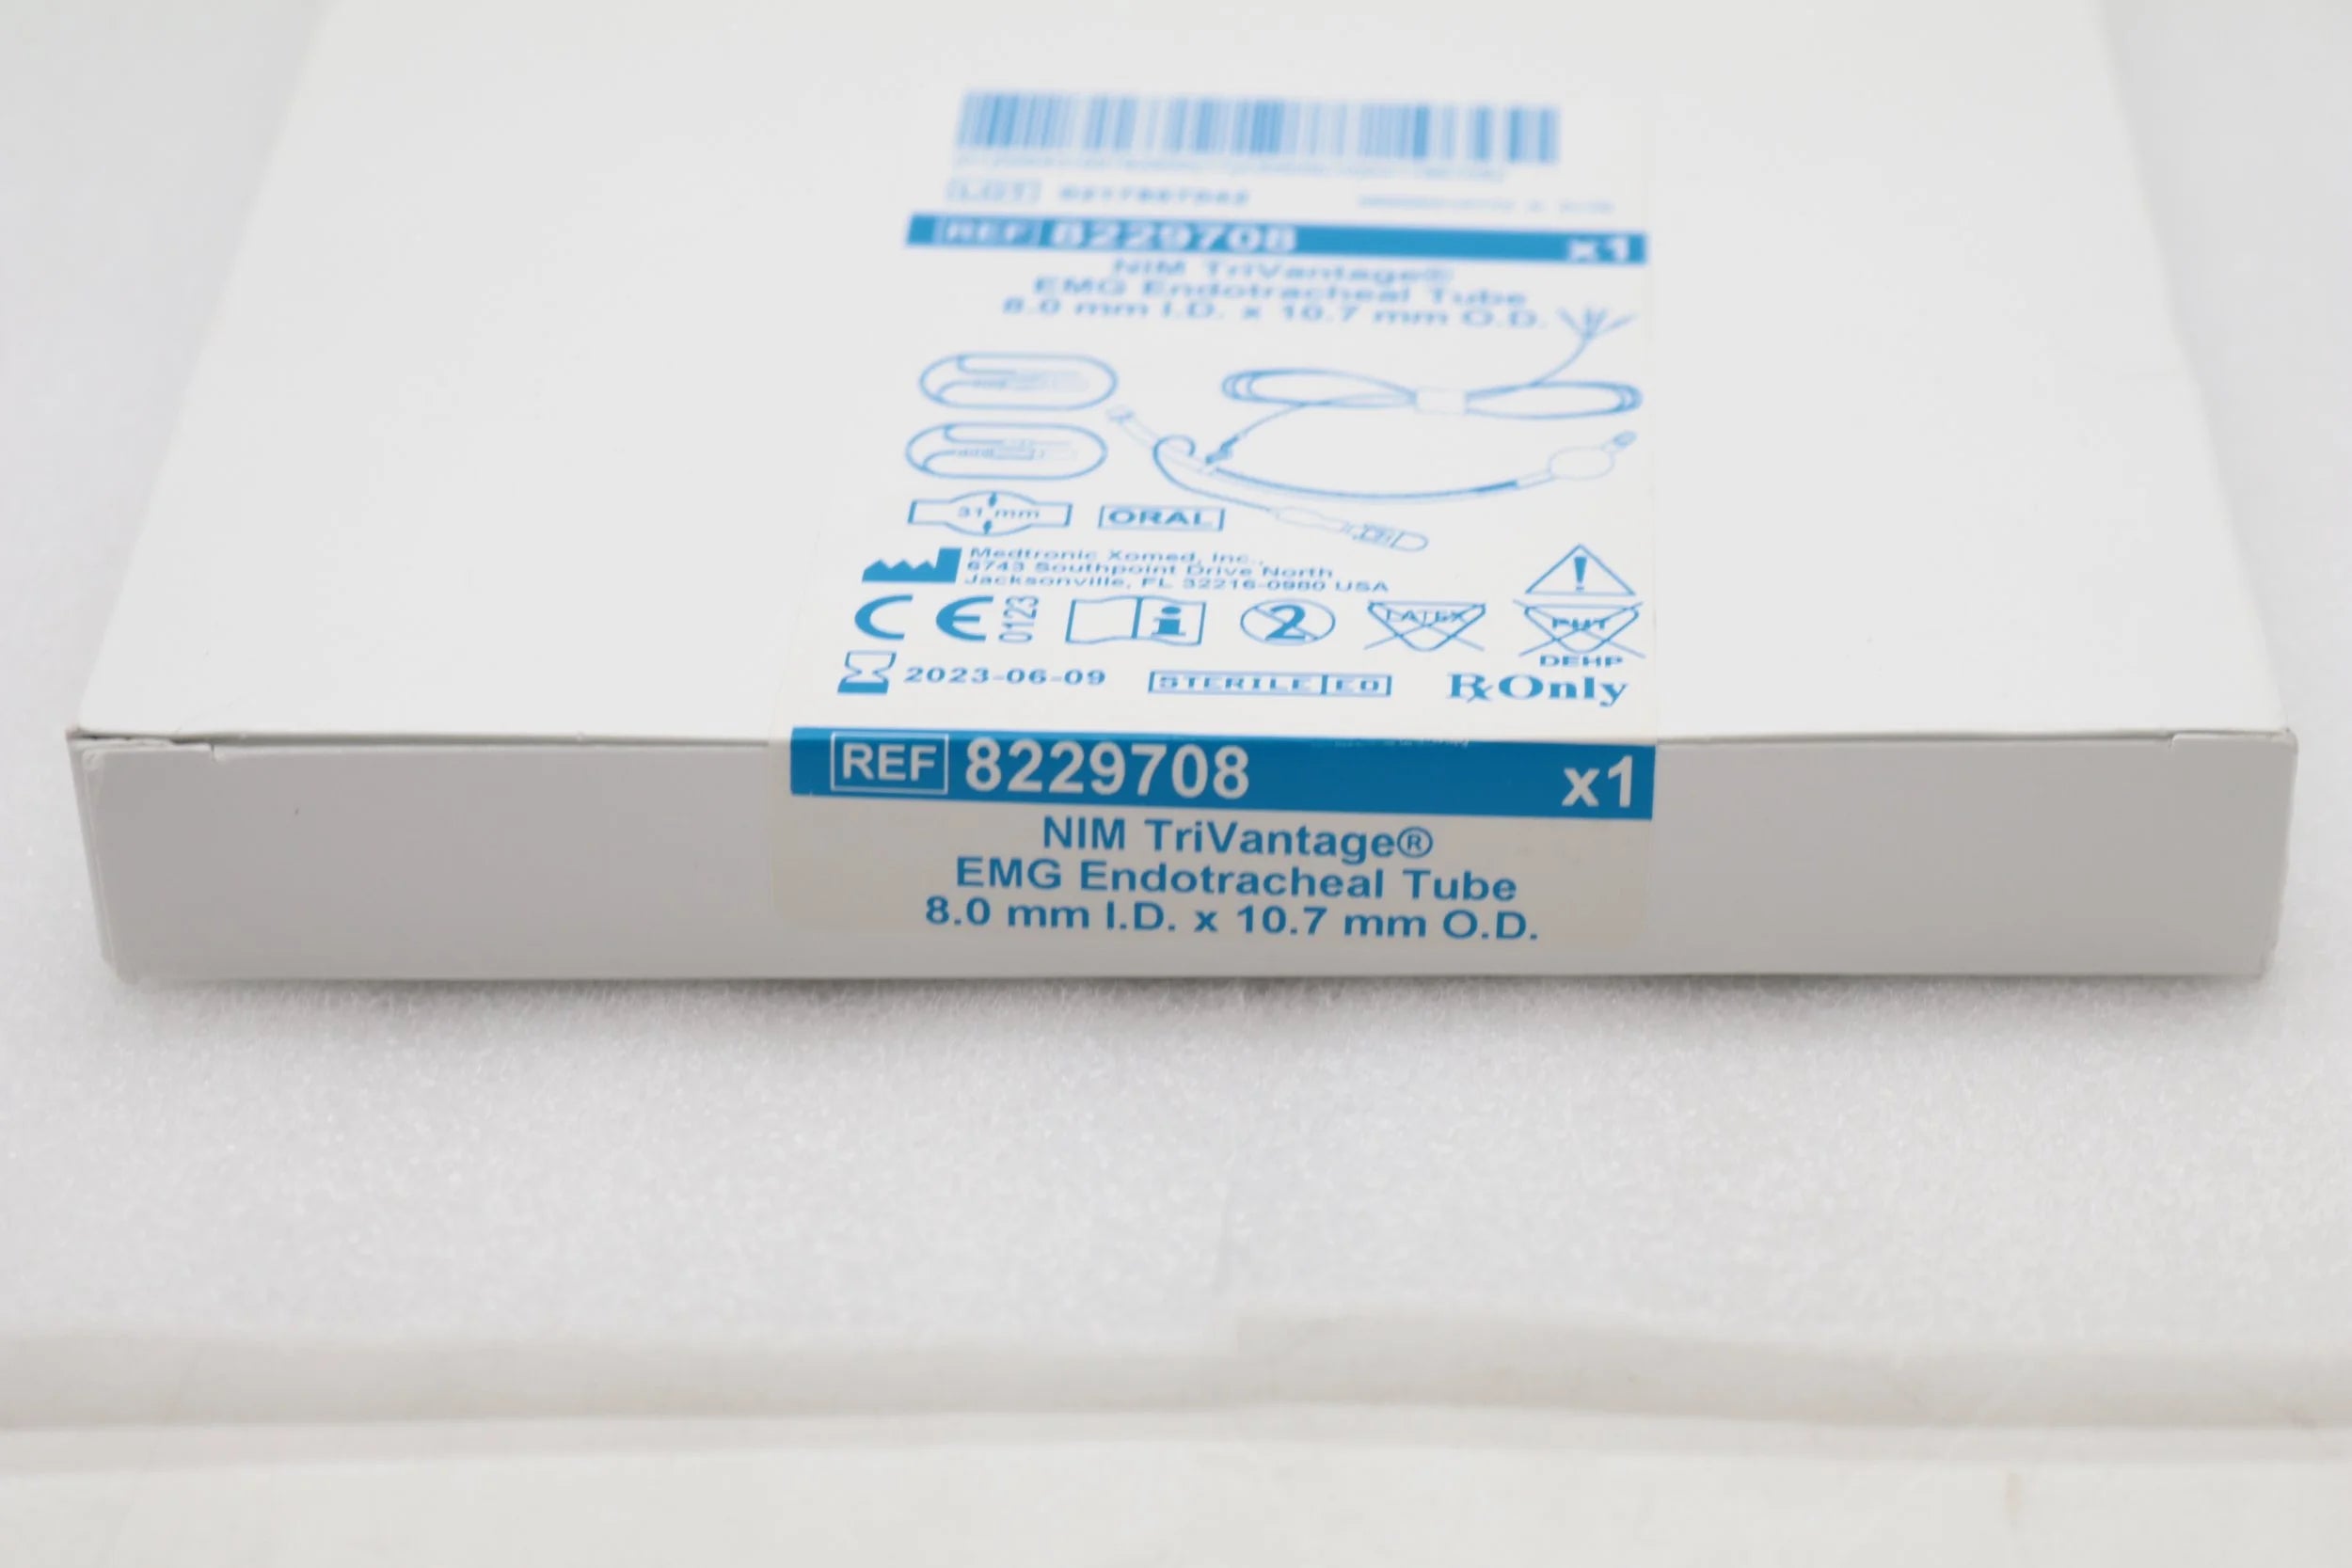 LOT
REF 8229708 x1
NIM TriVantage®
EMG Endotracheal Tube
8.0 mm I.D. x 10.7 mm O.D.
31 mm ORAL
Medtronic Xomed, Inc.,
6743 Southpoint Drive North
Jacksonville, FL 32216-0980 USA
CE 0123 i 2 LATEX PHT
DEHP
2023-06-09 STERILE EO Rx Only
REF 8229708 x1
NIM TriVantage®
EMG Endotracheal Tube
8.0 mm I.D. x 10.7 mm O.D.